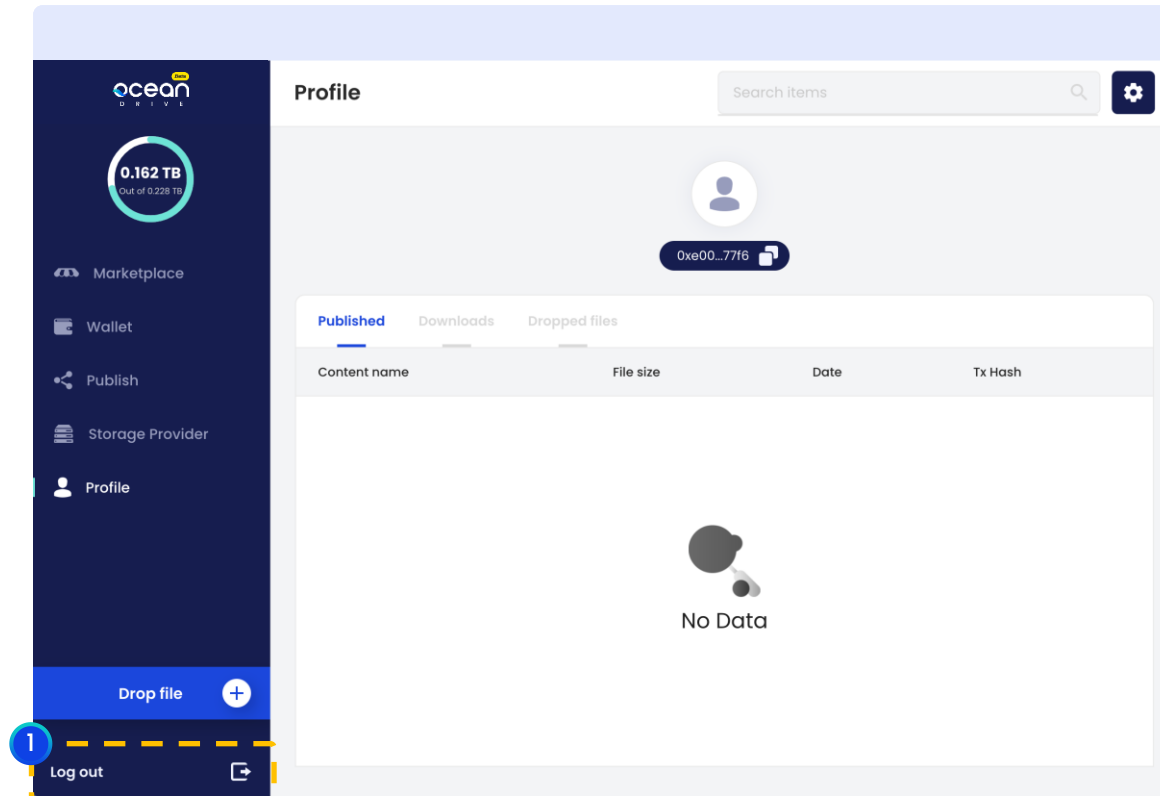 Beta
ocean
DRIVE
Profile
Search items
0.162 TB
Out of 0.228 TB
0xe00...77f6
Marketplace
Wallet
Publish
Storage Provider
Profile
Published Downloads Dropped files
Content name File size Date Tx Hash
No Data
Drop file
1
Log out